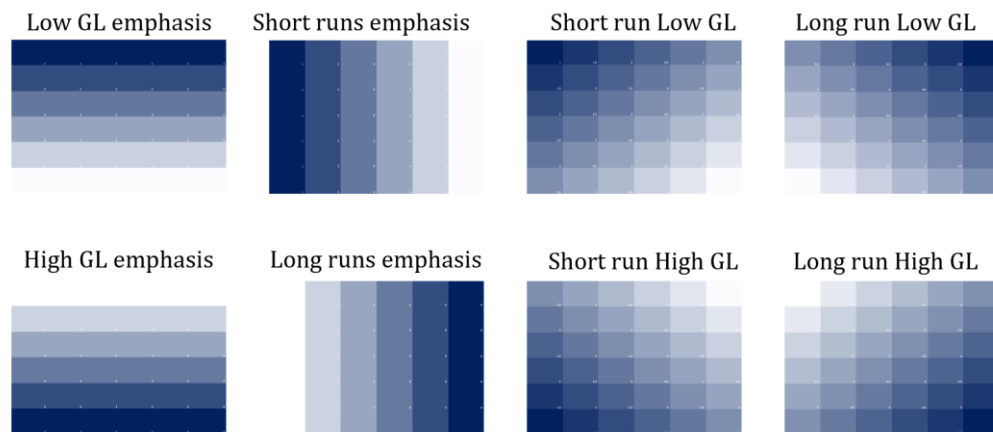 Low GL emphasis
Short runs emphasis
Short run Low GL
Long run Low GL
High GL emphasis
Long runs emphasis
Short run High GL
Long run High GL